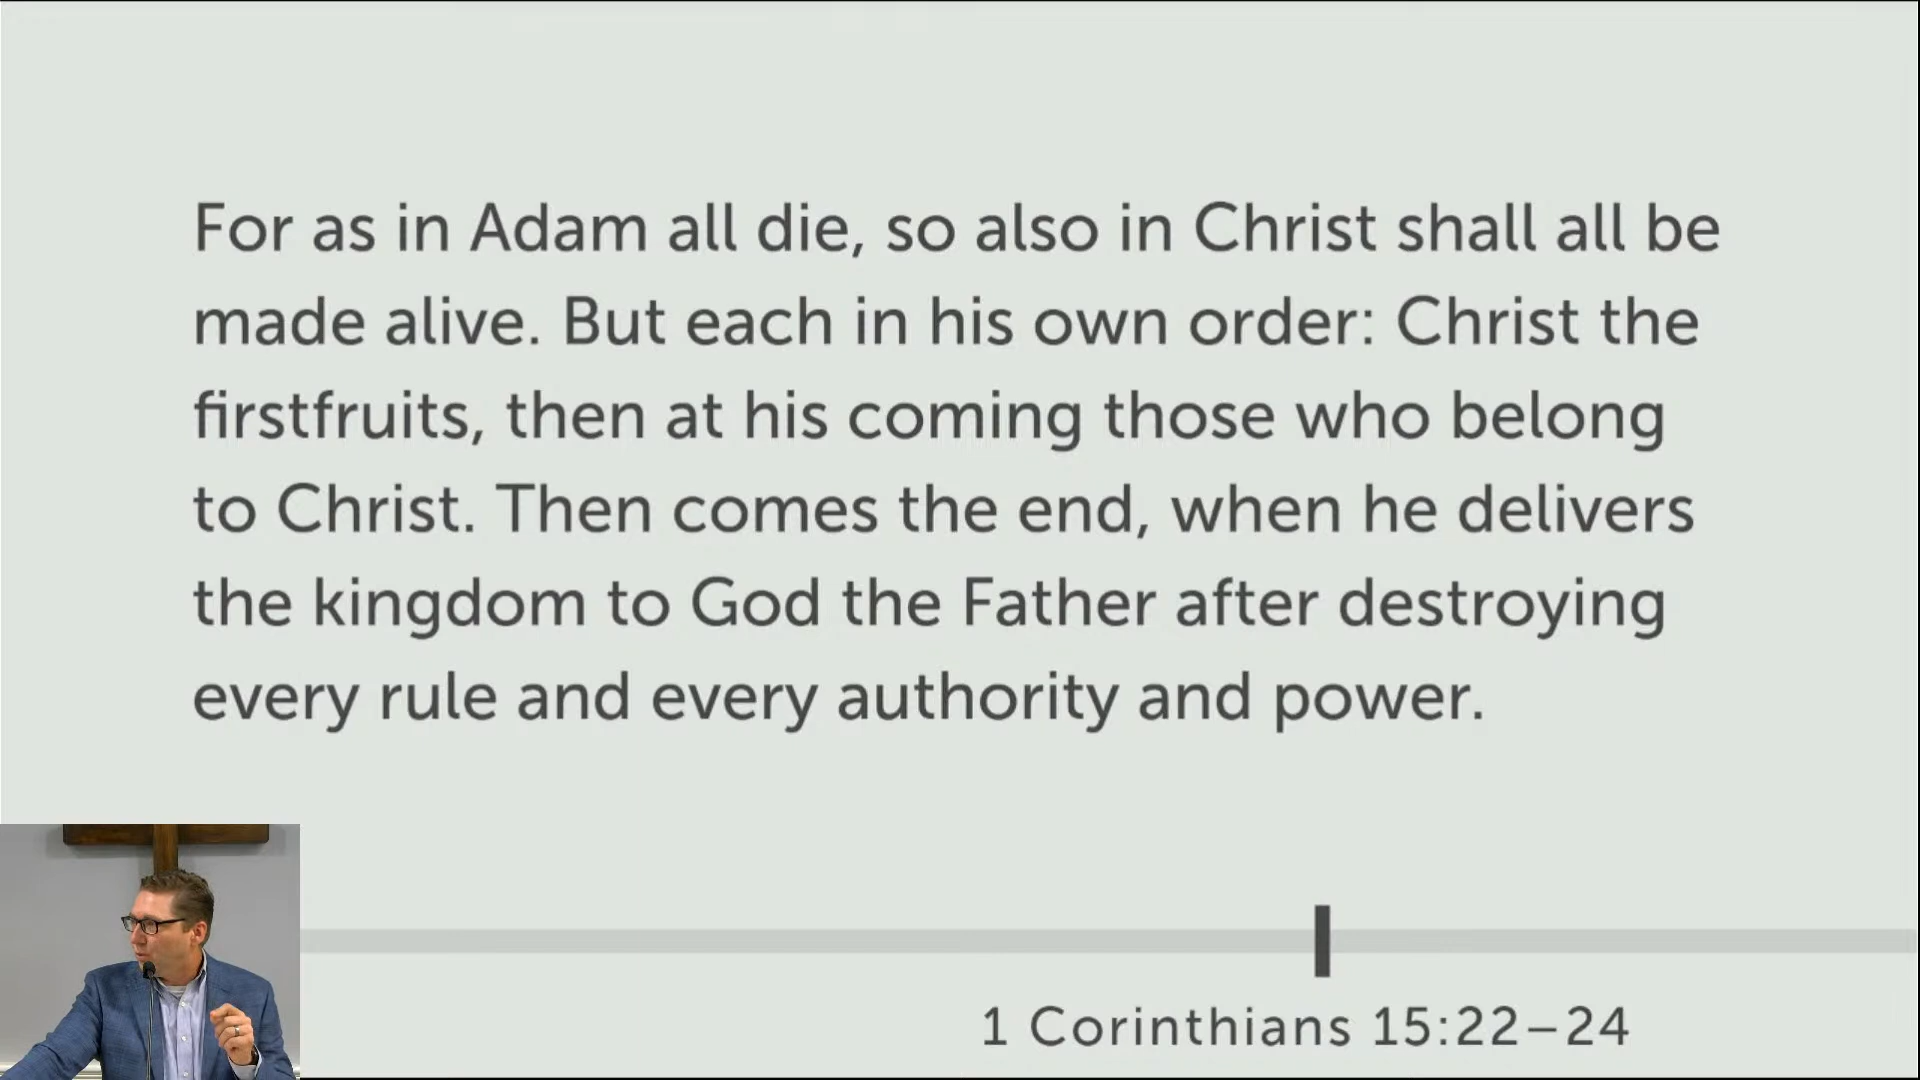 For as in Adam all die, so also in Christ shall all be
made alive. But each in his own order: Christ the
firstfruits, then at his coming those who belong
to Christ. Then comes the end, when he delivers
the kingdom to God the Father after destroying
every rule and every authority and power.
1 Corinthians 15:22–24